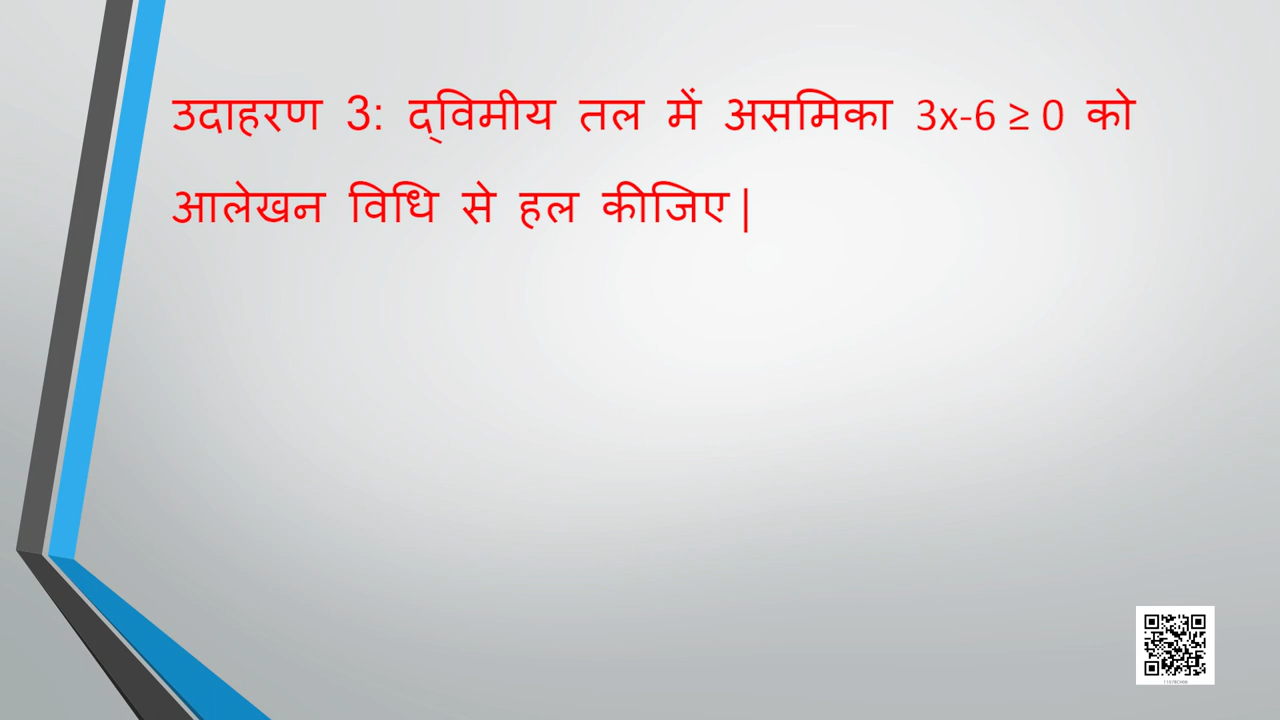 उदाहरण 3: द्विमीय तल में असमिका 3x-6 ≥ 0 को
आलेखन विधि से हल कीजिए|